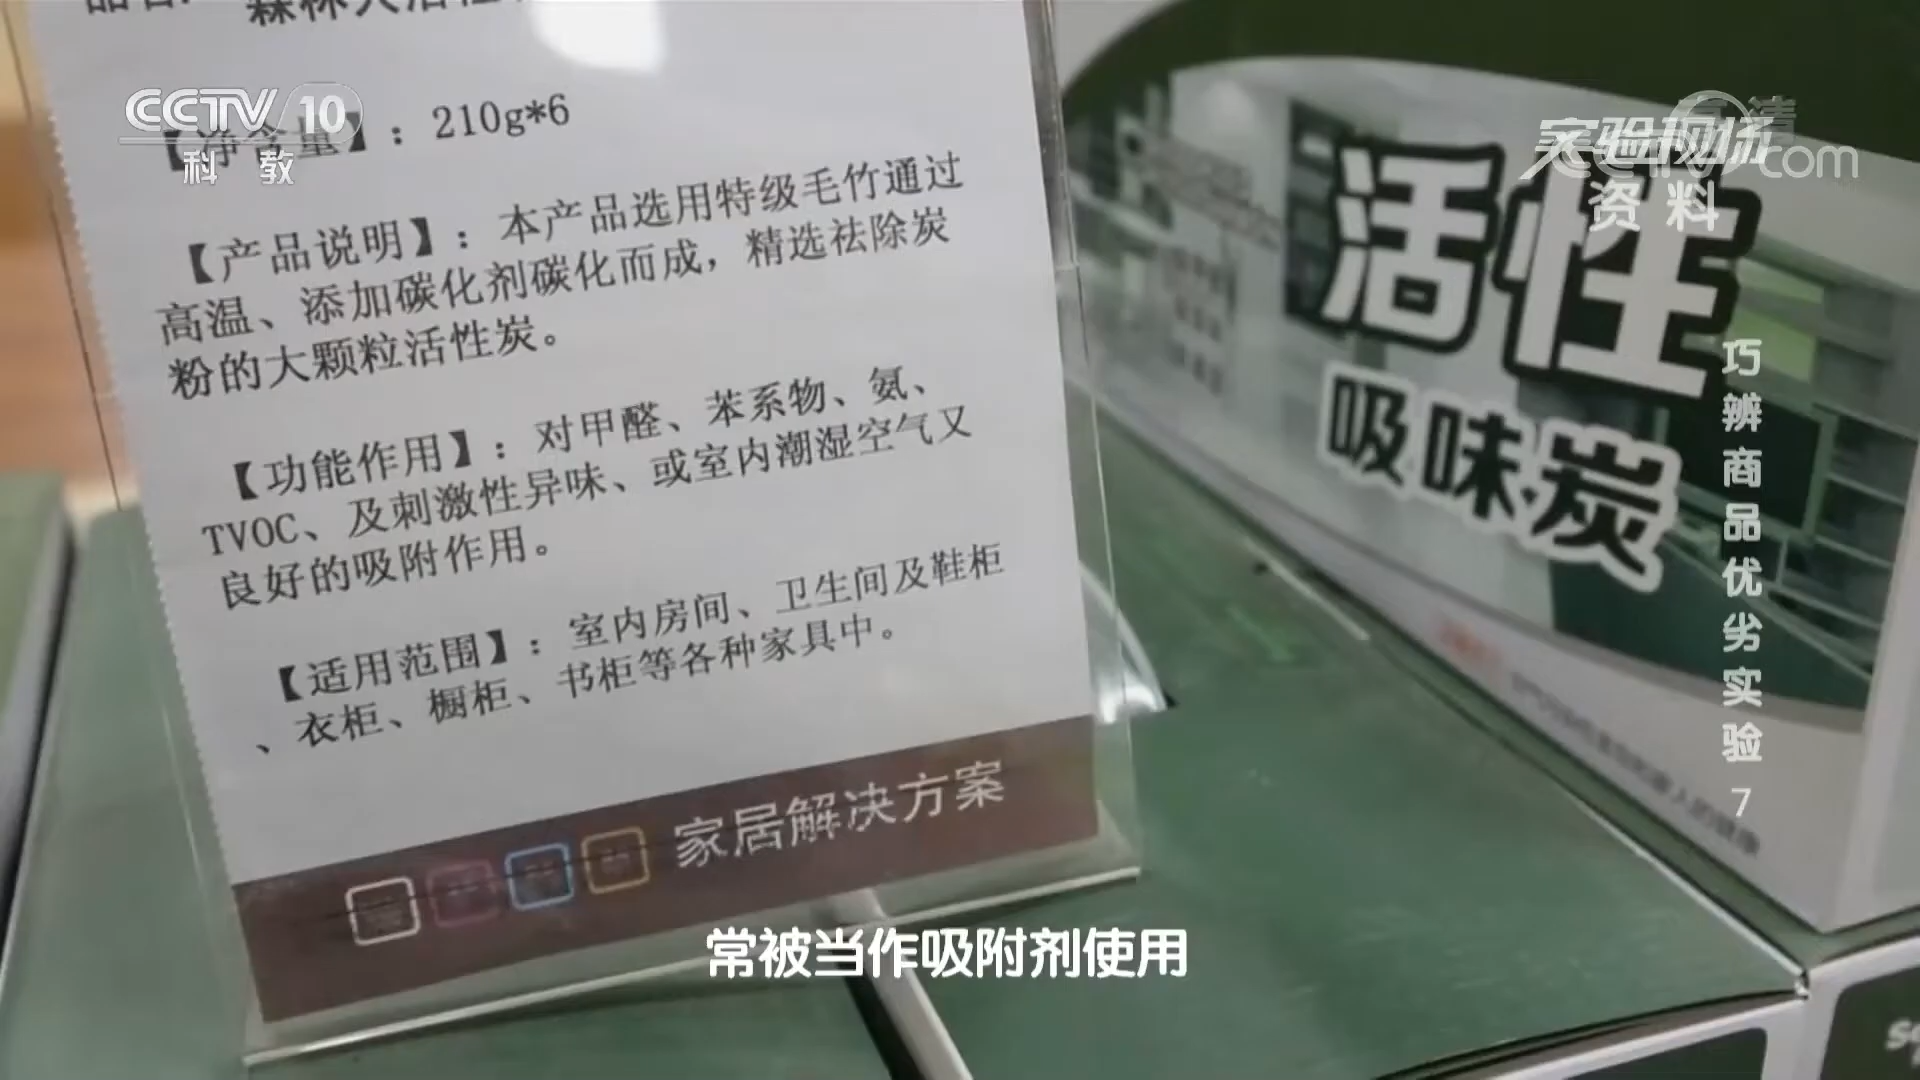 CCTV 10
科 教
【净含量】：210g*6
【产品说明】：本产品选用特级毛竹通过
高温、添加碳化剂碳化而成，精选祛除炭
粉的大颗粒活性炭。
【功能作用】：对甲醛、苯系物、氨、
TVOC、及刺激性异味、或室内潮湿空气又
良好的吸附作用。
【适用范围】：室内房间、卫生间及鞋柜
、衣柜、橱柜、书柜等各种家具中。
家居解决方案
活性
吸味炭
实验现场
高清
com
资 料
巧辨商品优劣实验 7
常被当作吸附剂使用